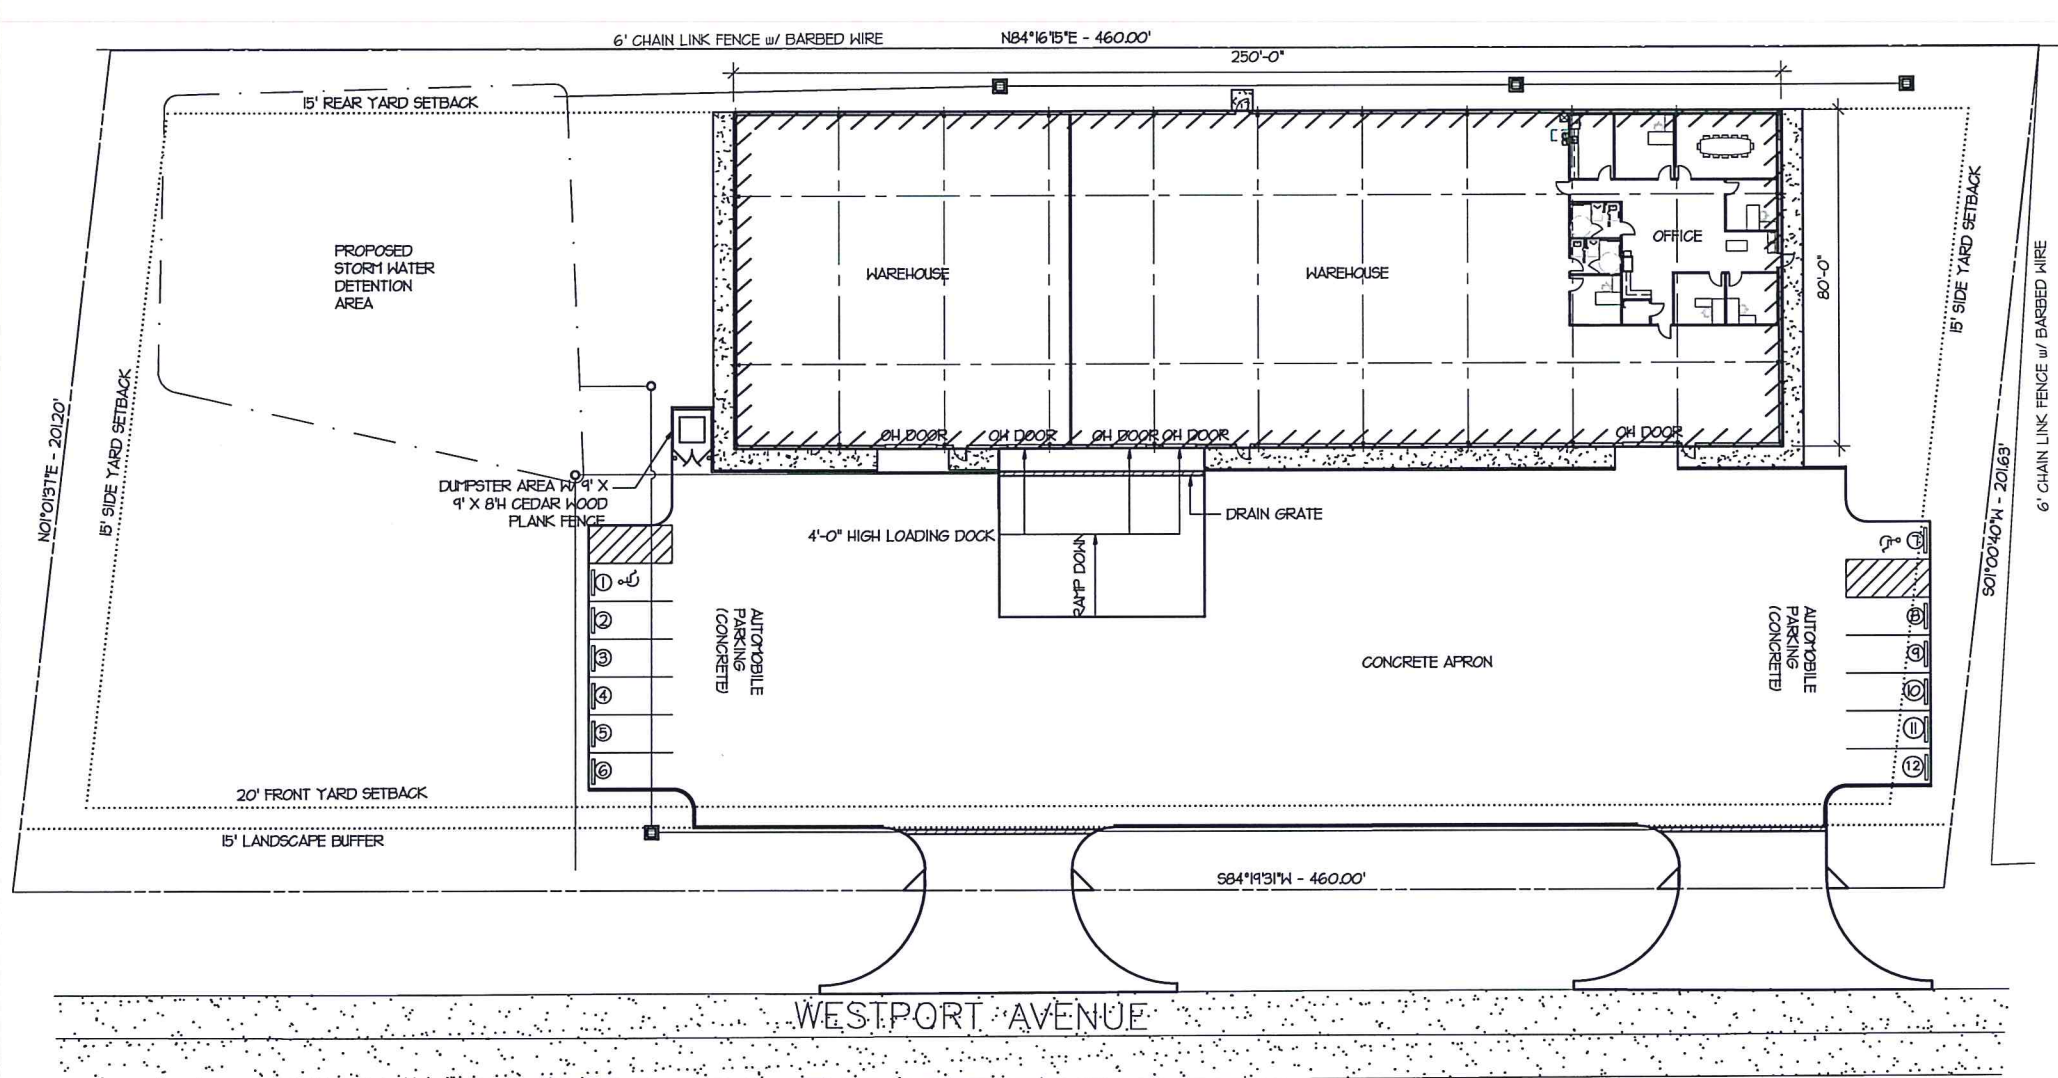 6' CHAIN LINK FENCE w/ BARBED WIRE
N84°16'15"E - 460.00'
250'-0"
15' REAR YARD SETBACK
PROPOSED
STORM WATER
DETENTION
AREA
WAREHOUSE
WAREHOUSE
OFFICE
80'-0"
15' SIDE YARD SETBACK
6' CHAIN LINK FENCE w/ BARBED WIRE
N01°01'37"E - 201.20'
15' SIDE YARD SETBACK
OH DOOR
OH DOOR
OH DOOR
OH DOOR
OH DOOR
DUMPSTER AREA W/ 9' X
9' X 8'H CEDAR WOOD
PLANK FENCE
4'-0" HIGH LOADING DOCK
DRAIN GRATE
RAMP DOWN
S01°00'40"W - 201.63'
1
2
3
4
5
6
AUTOMOBILE
PARKING
(CONCRETE)
CONCRETE APRON
AUTOMOBILE
PARKING
(CONCRETE)
7
8
9
10
11
12
20' FRONT YARD SETBACK
15' LANDSCAPE BUFFER
S84°19'31"W - 460.00'
WESTPORT AVENUE